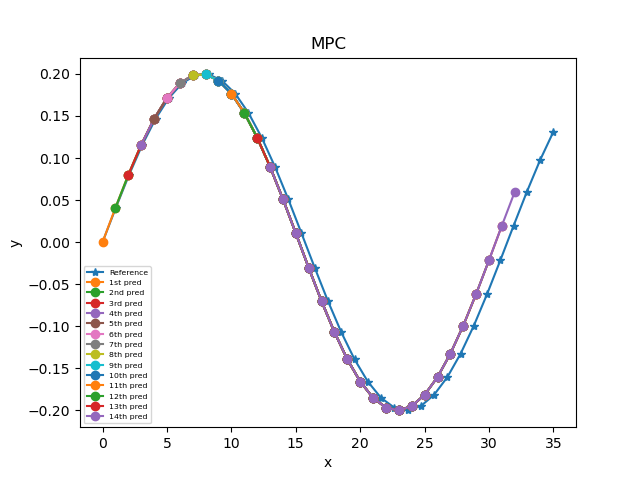 MPC
0.20
0.15
0.10
0.05
0.00
−0.05
−0.10
−0.15
−0.20
y
Reference
1st pred
2nd pred
3rd pred
4th pred
5th pred
6th pred
7th pred
8th pred
9th pred
10th pred
11th pred
12th pred
13th pred
14th pred
0 5 10 15 20 25 30 35
x